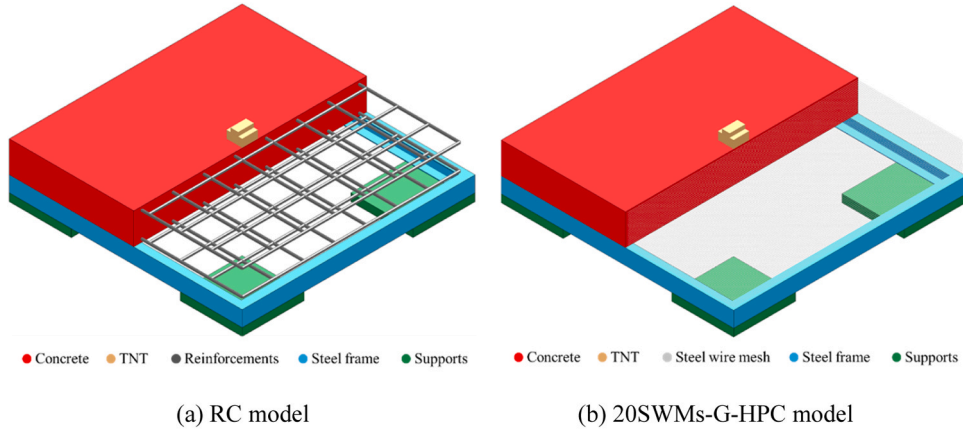 Concrete TNT Reinforcements Steel frame Supports
Concrete TNT Steel wire mesh Steel frame Supports
(a) RC model
(b) 20SWMs-G-HPC model